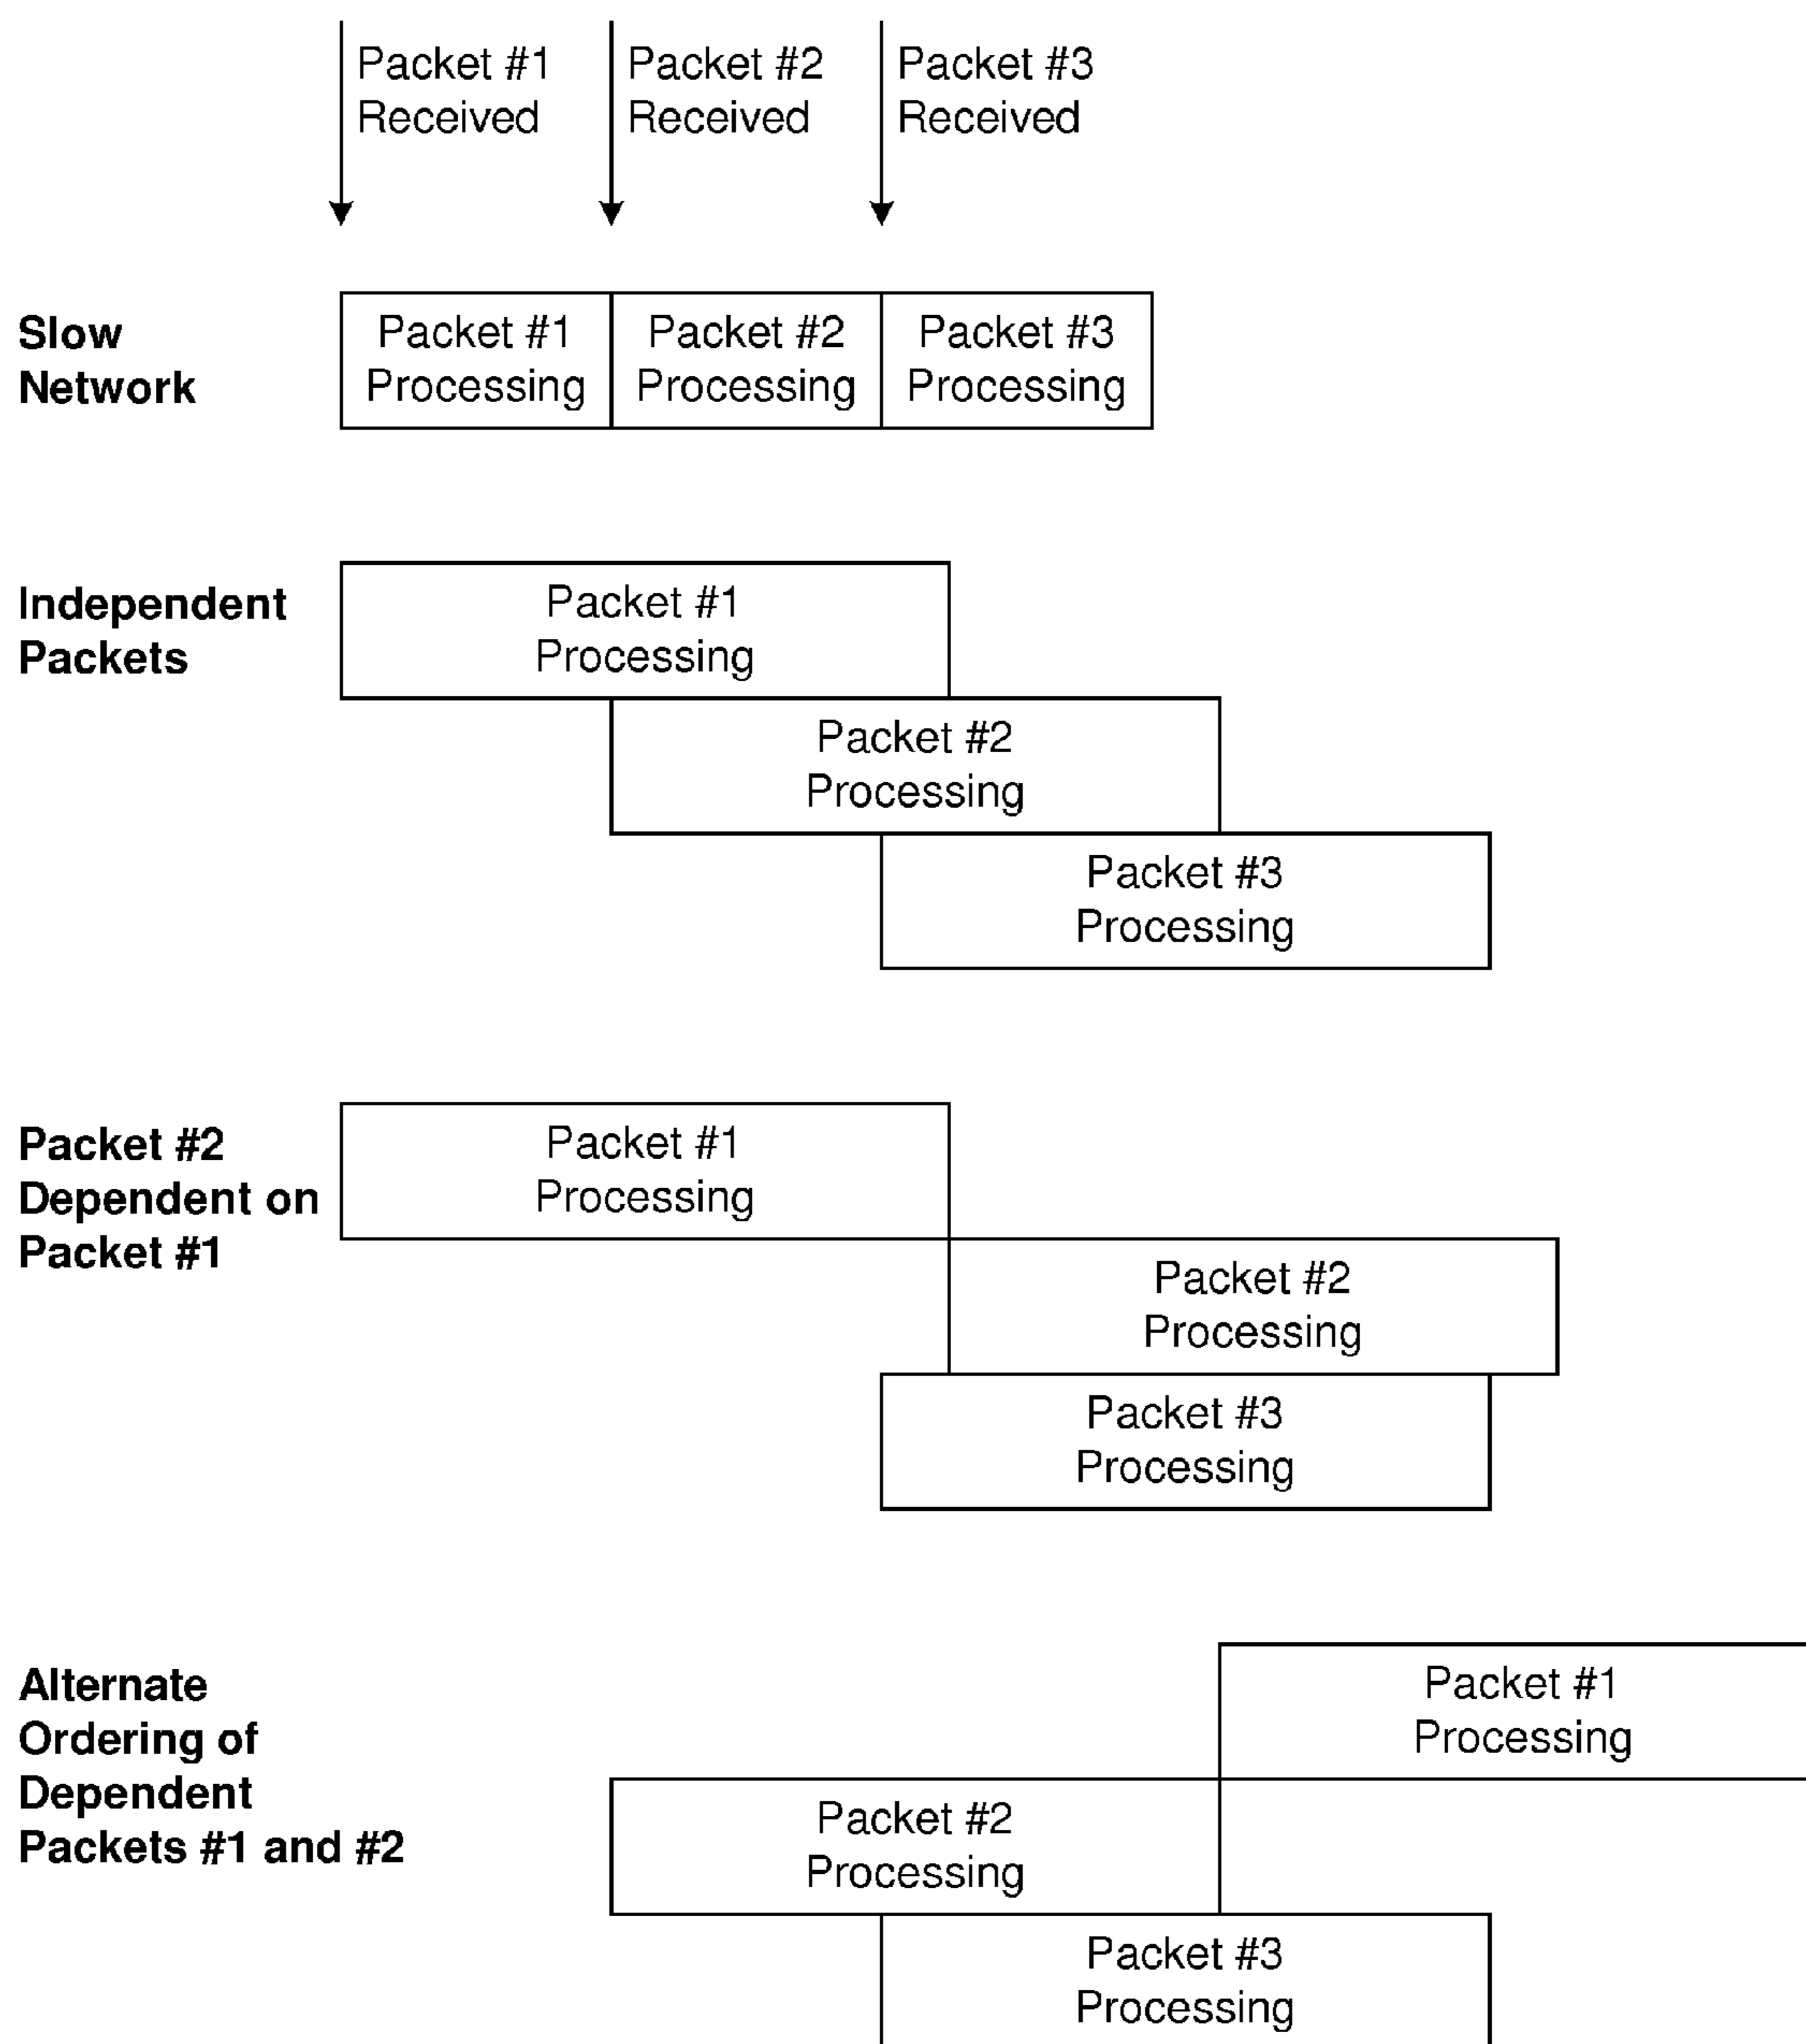 Packet #1
Received
Packet #2
Received
Packet #3
Received
Slow
Network
Packet #1
Processing
Packet #2
Processing
Packet #3
Processing
Independent
Packets
Packet #1
Processing
Packet #2
Processing
Packet #3
Processing
Packet #2
Dependent on
Packet #1
Packet #1
Processing
Packet #2
Processing
Packet #3
Processing
Alternate
Ordering of
Dependent
Packets #1 and #2
Packet #1
Processing
Packet #2
Processing
Packet #3
Processing